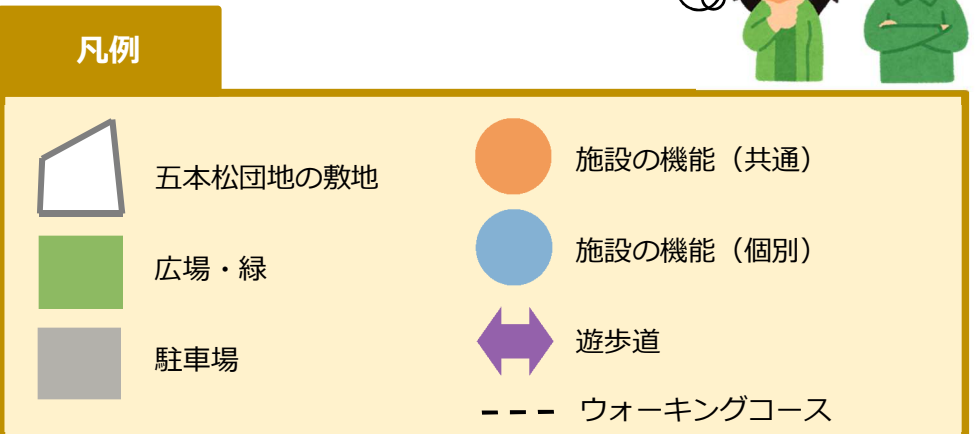 凡例
五本松団地の敷地
広場・緑
駐車場
施設の機能（共通）
施設の機能（個別）
遊歩道
ウォーキングコース